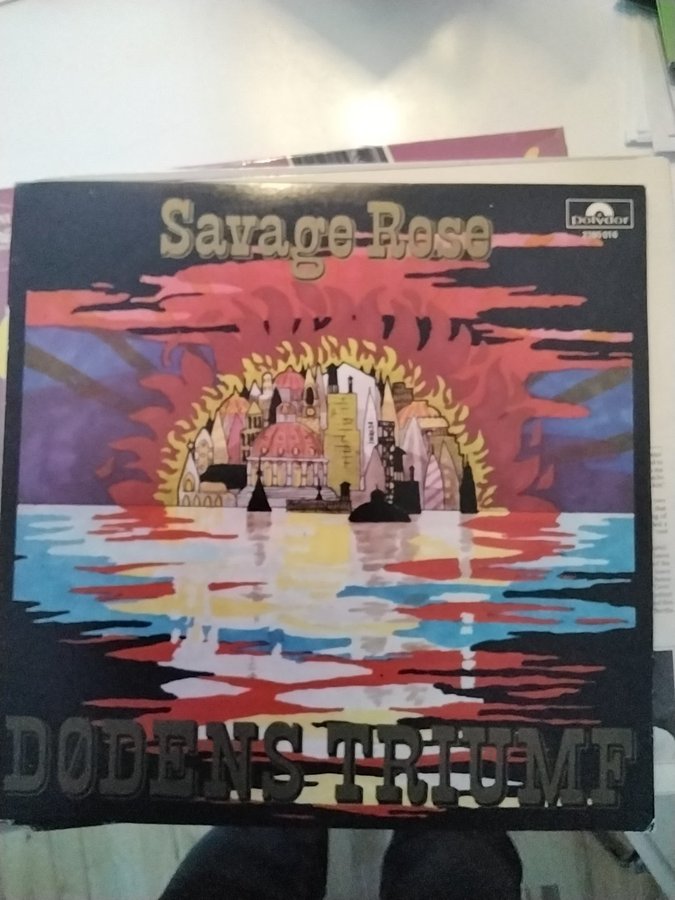 Savage Rose
Polydor
DØDENS TRIUMF